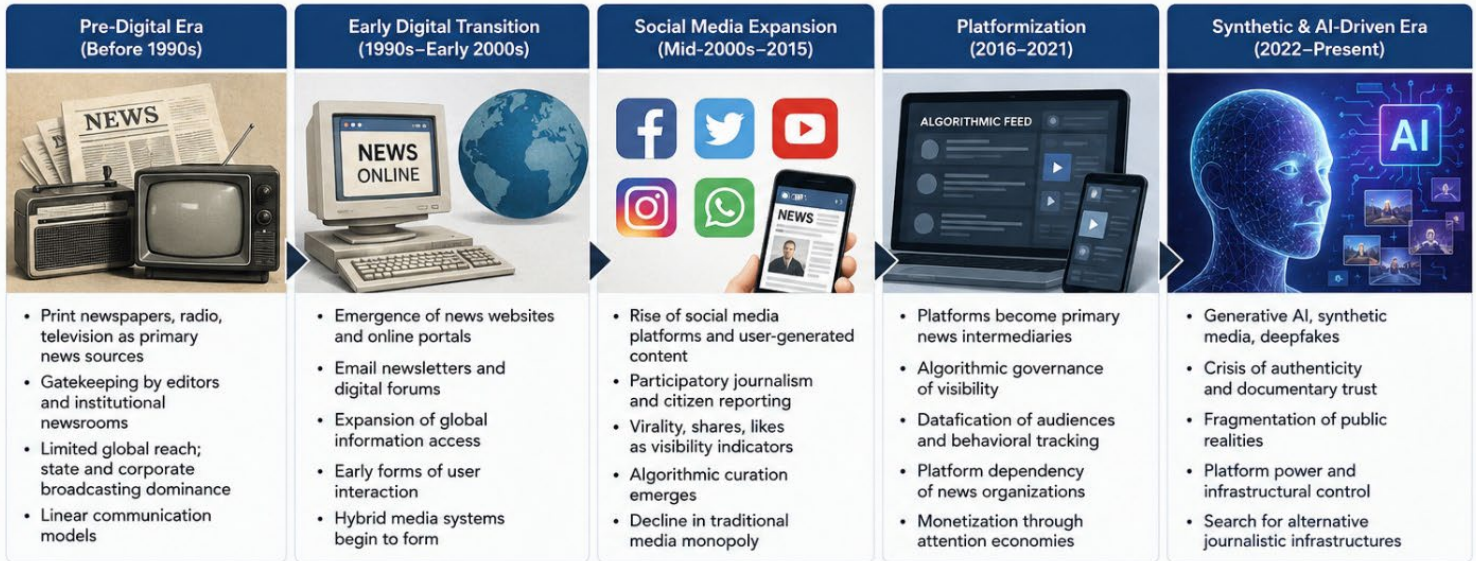 Pre-Digital Era
(Before 1990s)
NEWS
• Print newspapers, radio,
television as primary
news sources
• Gatekeeping by editors
and institutional
newsrooms
• Limited global reach;
state and corporate
broadcasting dominance
• Linear communication
models
Early Digital Transition
(1990s–Early 2000s)
NEWS
ONLINE
• Emergence of news websites
and online portals
• Email newsletters and
digital forums
• Expansion of global
information access
• Early forms of user
interaction
• Hybrid media systems
begin to form
Social Media Expansion
(Mid-2000s–2015)
NEWS
• Rise of social media
platforms and user-generated
content
• Participatory journalism
and citizen reporting
• Virality, shares, likes
as visibility indicators
• Algorithmic curation
emerges
• Decline in traditional
media monopoly
Platformization
(2016–2021)
ALGORITHMIC FEED
• Platforms become primary
news intermediaries
• Algorithmic governance
of visibility
• Datafication of audiences
and behavioral tracking
• Platform dependency
of news organizations
• Monetization through
attention economies
Synthetic & AI-Driven Era
(2022–Present)
AI
• Generative AI, synthetic
media, deepfakes
• Crisis of authenticity
and documentary trust
• Fragmentation of public
realities
• Platform power and
infrastructural control
• Search for alternative
journalistic infrastructures